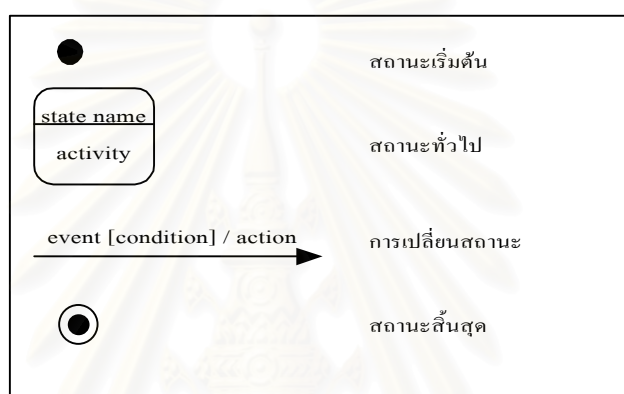 สถานะเริ่มต้น
state name
activity
สถานะทั่วไป
event [condition] / action
การเปลี่ยนสถานะ
สถานะสิ้นสุด